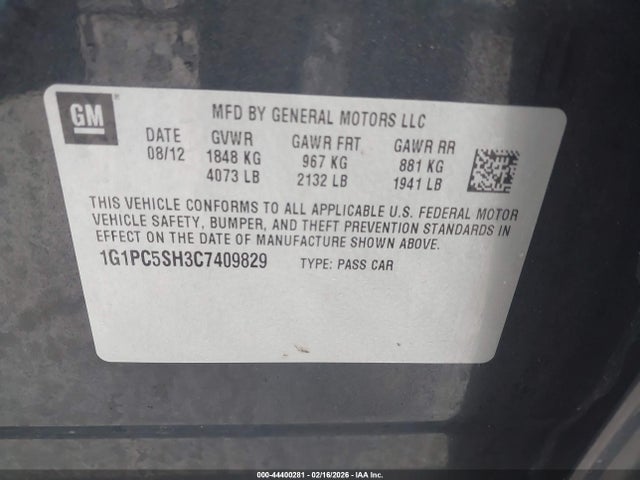 GM
MFD BY GENERAL MOTORS LLC
DATE GVWR GAWR FRT GAWR RR
08/12 1848 KG 967 KG 881 KG
4073 LB 2132 LB 1941 LB
THIS VEHICLE CONFORMS TO ALL APPLICABLE U.S. FEDERAL MOTOR
VEHICLE SAFETY, BUMPER, AND THEFT PREVENTION STANDARDS
IN EFFECT ON THE DATE OF MANUFACTURE SHOWN ABOVE.
1G1PC5SH3C7409829 TYPE: PASS CAR
000-44400281 - 02/16/2026 - IAA Inc.